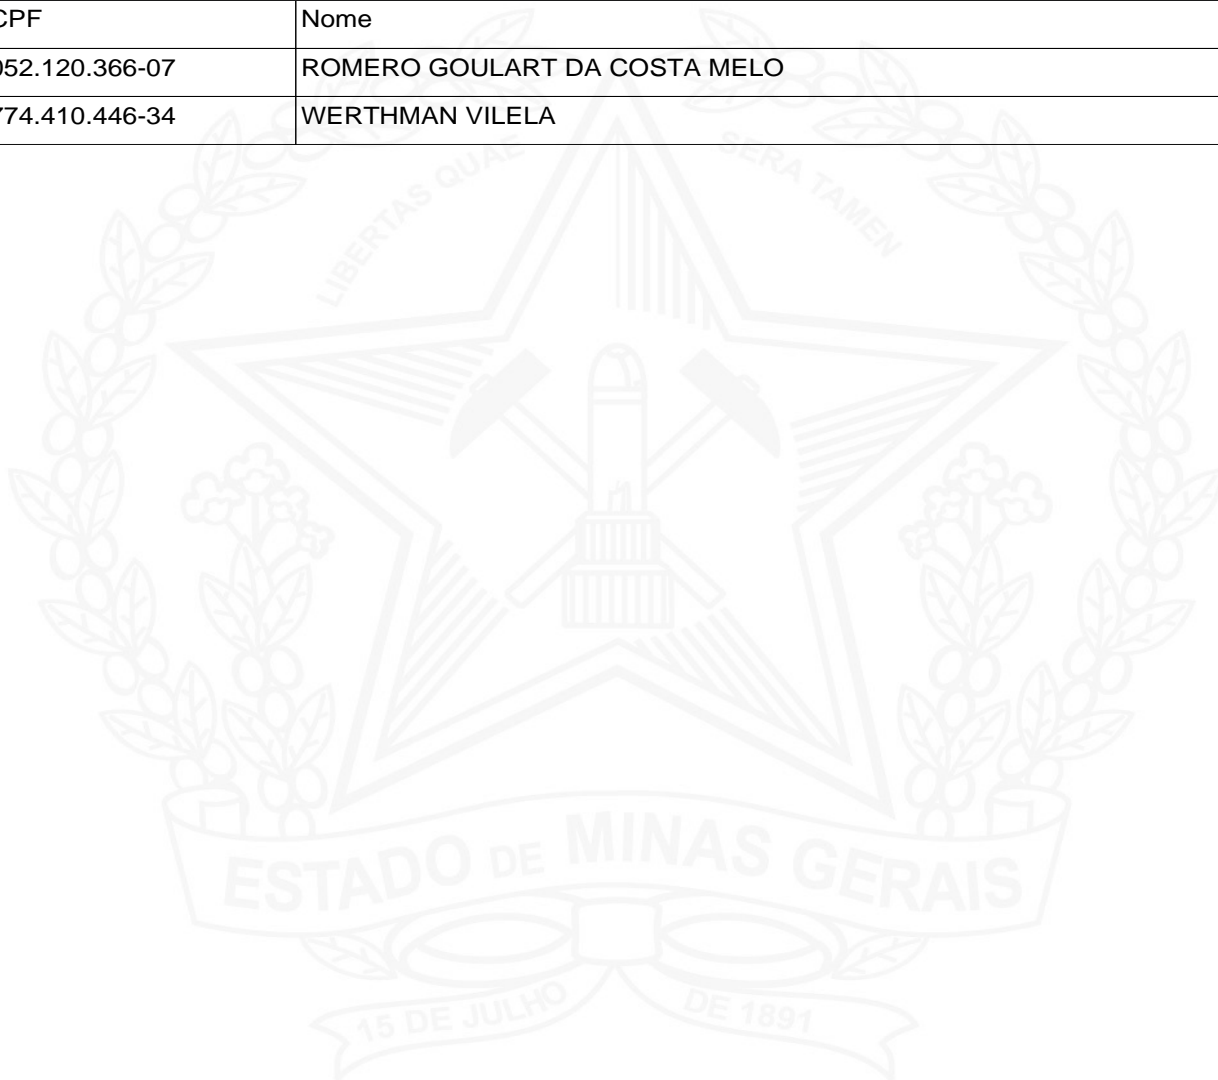 CPF Nome
052.120.366-07 ROMERO GOULART DA COSTA MELO
774.410.446-34 WERTHMAN VILELA
LIBERTAS QUAE SERA TAMEN
ESTADO DE MINAS GERAIS
15 DE JULHO DE 1891